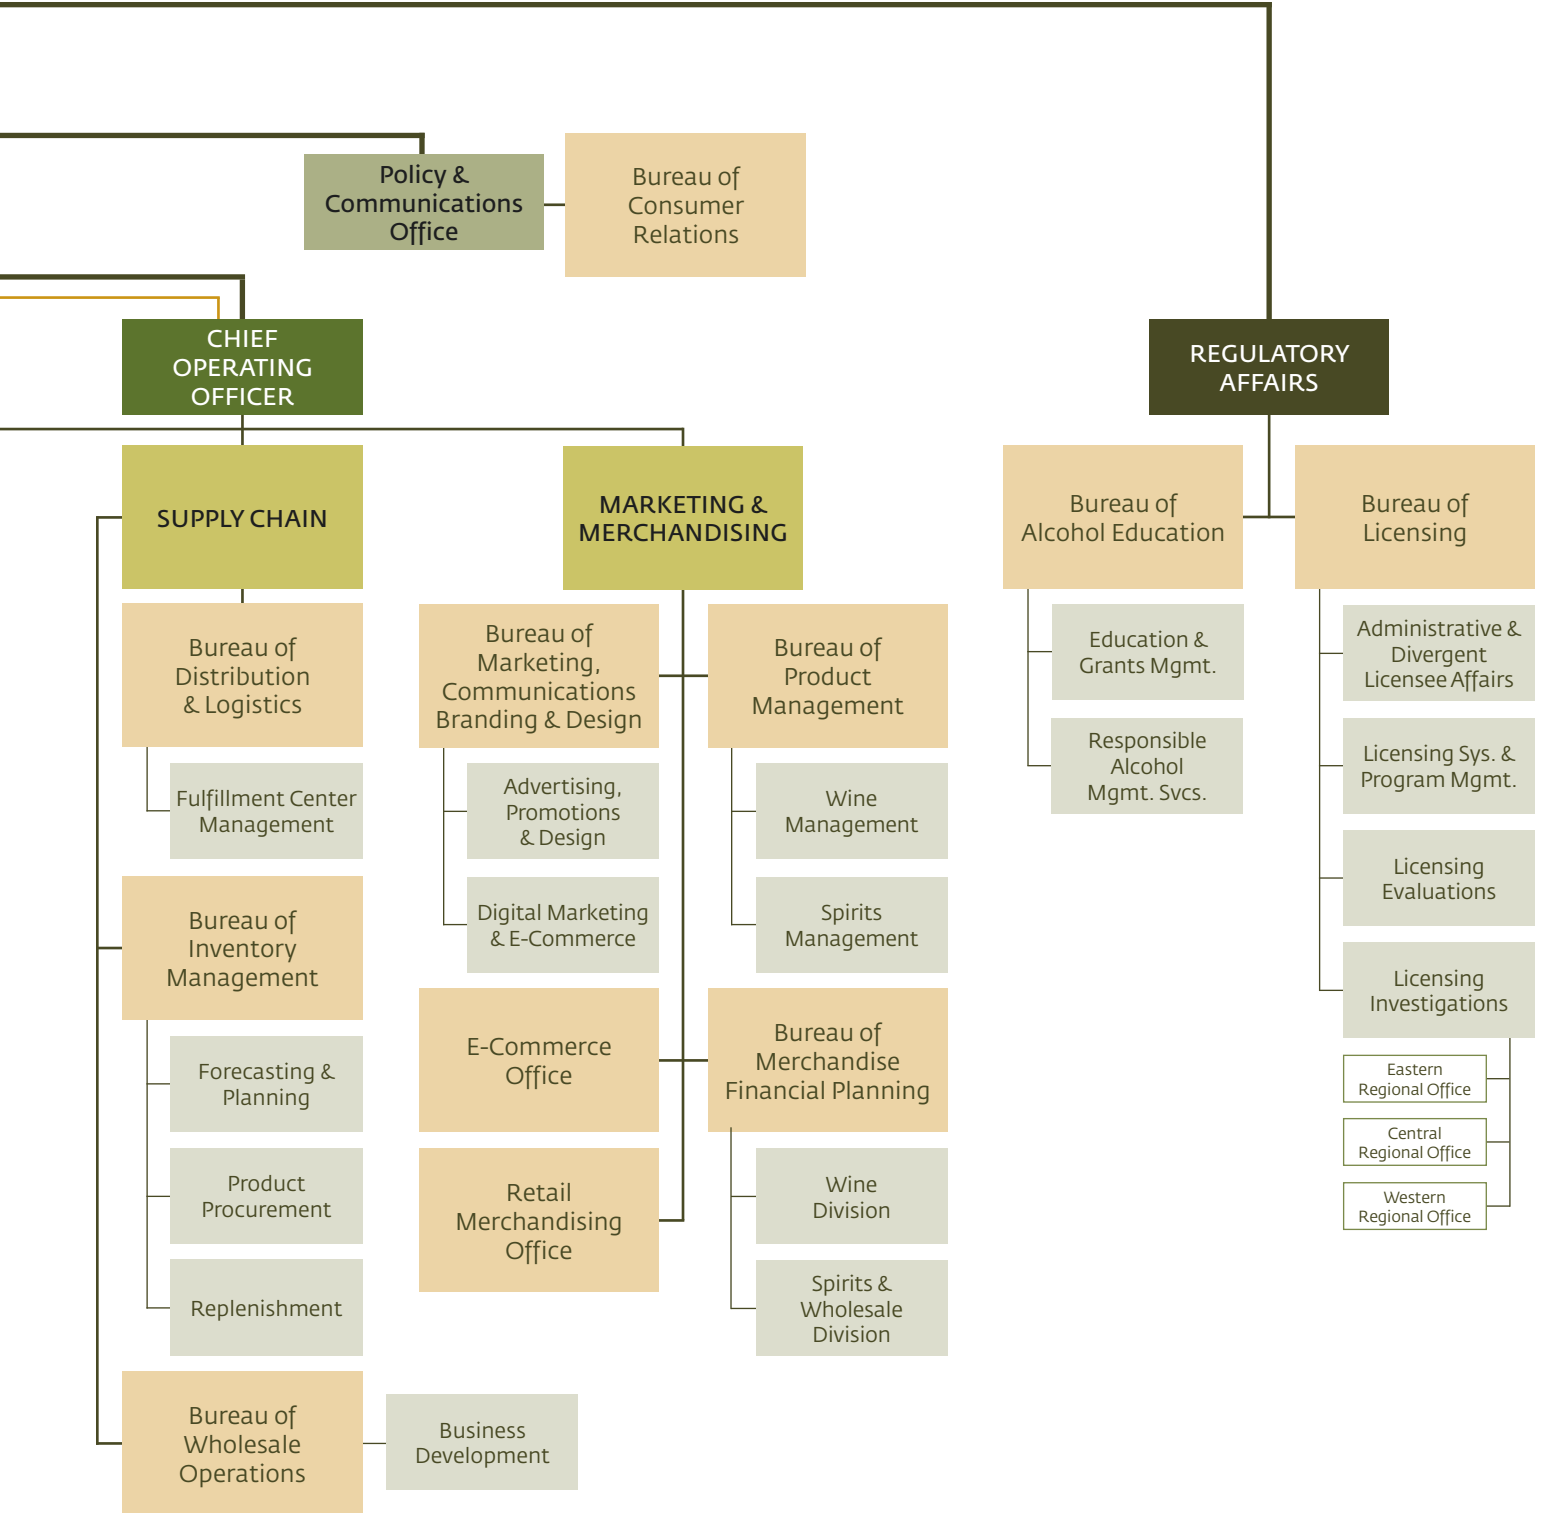 Policy &
Communications
Office
Bureau of
Consumer
Relations
CHIEF
OPERATING
OFFICER
REGULATORY
AFFAIRS
SUPPLY CHAIN
MARKETING &
MERCHANDISING
Bureau of
Alcohol Education
Bureau of
Licensing
Bureau of
Distribution
& Logistics
Fulfillment Center
Management
Bureau of
Inventory
Management
Forecasting &
Planning
Product
Procurement
Replenishment
Bureau of
Wholesale
Operations
Business
Development
Bureau of
Marketing,
Communications
Branding & Design
Advertising,
Promotions
& Design
Digital Marketing
& E-Commerce
E-Commerce
Office
Retail
Merchandising
Office
Bureau of
Product
Management
Wine
Management
Spirits
Management
Bureau of
Merchandise
Financial Planning
Wine
Division
Spirits &
Wholesale
Division
Education &
Grants Mgmt.
Responsible
Alcohol
Mgmt. Svcs.
Administrative &
Divergent
Licensee Affairs
Licensing Sys. &
Program Mgmt.
Licensing
Evaluations
Licensing
Investigations
Eastern
Regional Office
Central
Regional Office
Western
Regional Office